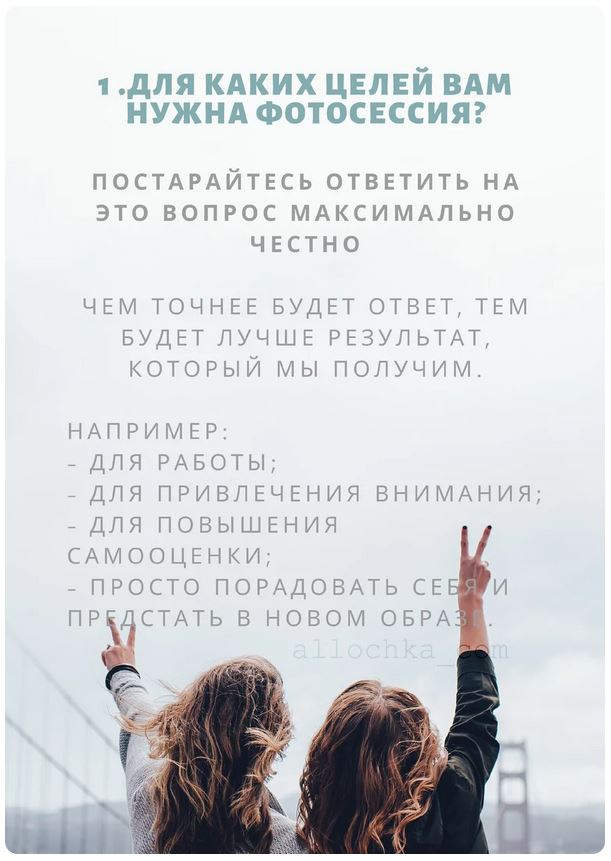 1 .ДЛЯ КАКИХ ЦЕЛЕЙ ВАМ
НУЖНА ФОТОСЕССИЯ?
ПОСТАРАЙТЕСЬ ОТВЕТИТЬ НА
ЭТО ВОПРОС МАКСИМАЛЬНО
ЧЕСТНО
ЧЕМ ТОЧНЕЕ БУДЕТ ОТВЕТ, ТЕМ
БУДЕТ ЛУЧШЕ РЕЗУЛЬТАТ,
КОТОРЫЙ МЫ ПОЛУЧИМ.
НАПРИМЕР:
- ДЛЯ РАБОТЫ;
- ДЛЯ ПРИВЛЕЧЕНИЯ ВНИМАНИЯ;
- ДЛЯ ПОВЫШЕНИЯ
САМООЦЕНКИ;
- ПРОСТО ПОРАДОВАТЬ СЕБЯ И
ПРЕДСТАТЬ В НОВОМ ОБРАЗЕ.
allochka_com